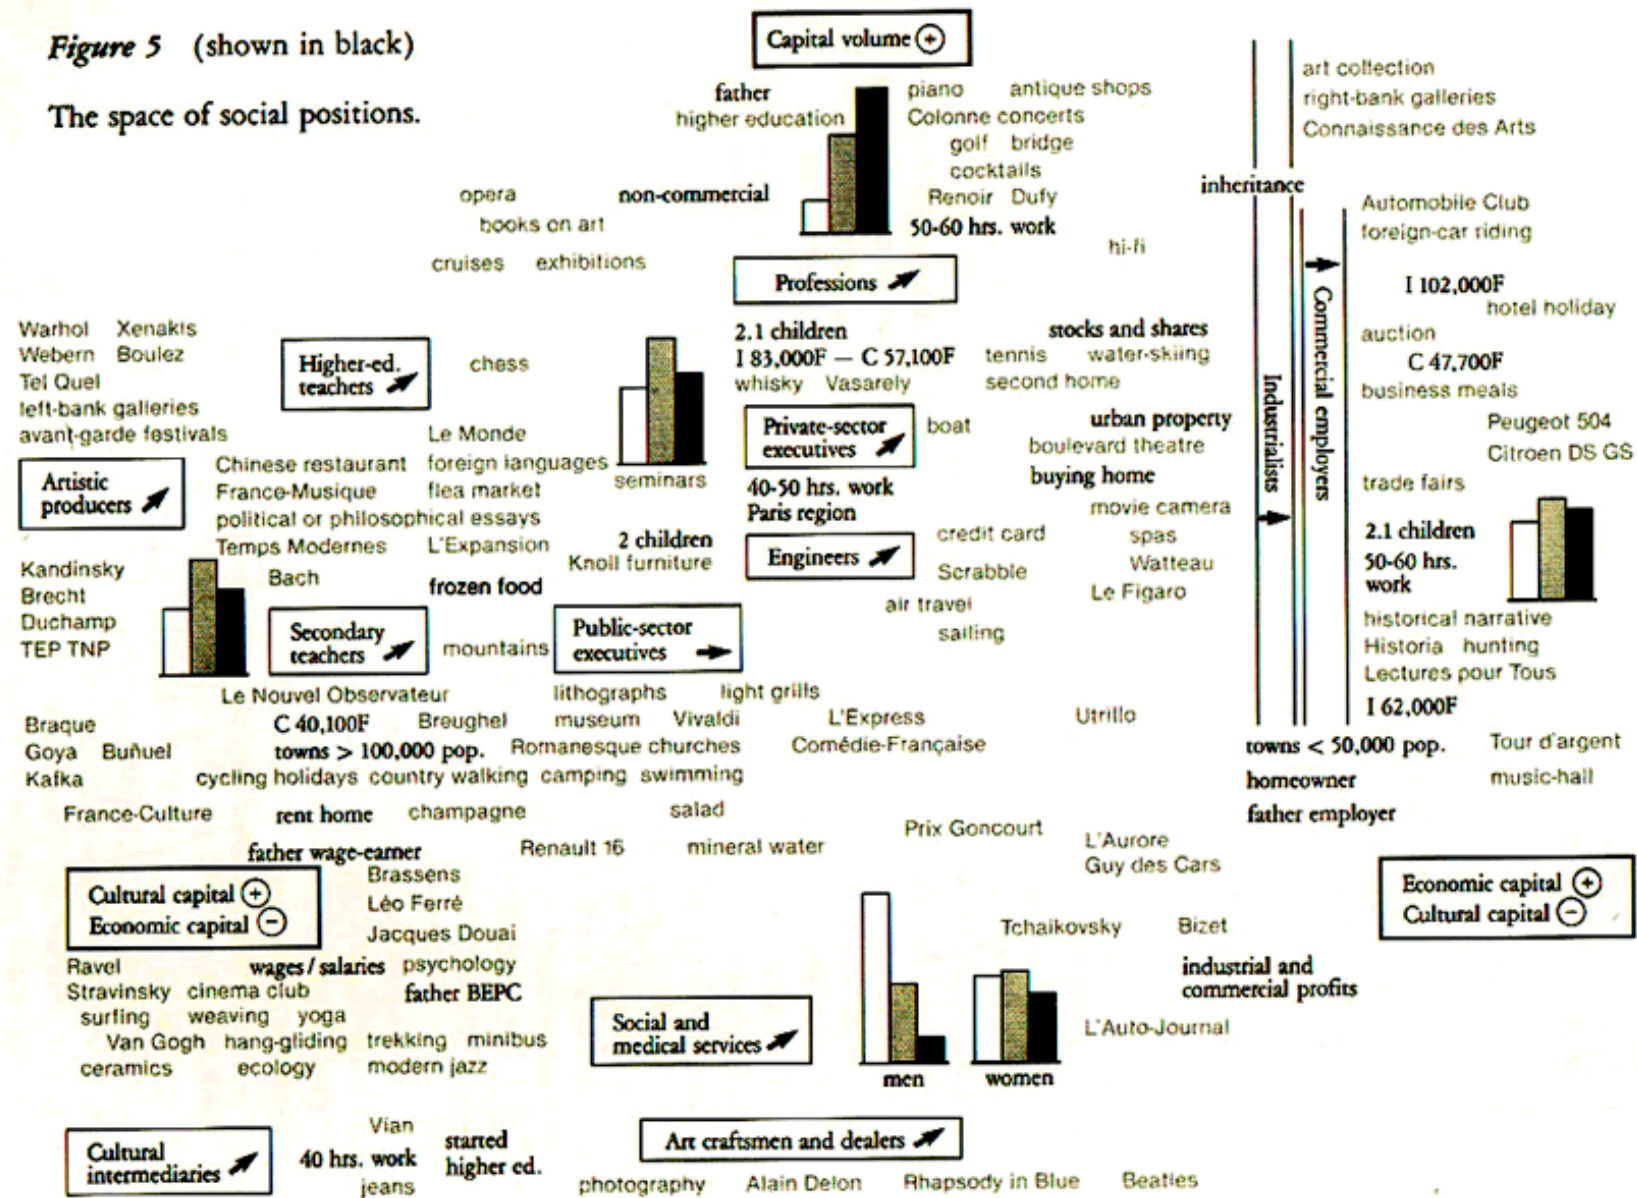 Figure 5 (shown in black)
The space of social positions.
Capital volume +
father
higher education
piano antique shops
Colonne concerts
golf bridge
cocktails
Renoir Dufy
50-60 hrs. work
non-commercial
opera
books on art
cruises exhibitions
hi-fi
art collection
right-bank galleries
Connaissance des Arts
inheritance
Automobile Club
foreign-car riding
I 102,000F
hotel holiday
auction
C 47,700F
business meals
Peugeot 504
Citroen DS GS
trade fairs
2.1 children
50-60 hrs.
work
historical narrative
Historia hunting
Lectures pour Tous
I 62,000F
Industrialists
Commercial employers
Professions
2.1 children
I 83,000F — C 57,100F
whisky Vasarely
stocks and shares
tennis water-skiing
second home
Warhol Xenakis
Webern Boulez
Tel Quel
left-bank galleries
avant-garde festivals
Higher-ed.
teachers
chess
Le Monde
Chinese restaurant foreign languages
France-Musique flea market
political or philosophical essays
Temps Modernes L'Expansion
seminars
Private-sector
executives
boat
urban property
boulevard theatre
buying home
40-50 hrs. work
Paris region
movie camera
credit card spas
Artistic
producers
2 children
Knoll furniture
Engineers
Scrabble
Watteau
Le Figaro
air travel
sailing
Kandinsky
Brecht
Duchamp
TEP TNP
Bach
frozen food
Secondary
teachers
mountains
Public-sector
executives
Le Nouvel Observateur
lithographs light grills
Braque
C 40,100F Breughel museum Vivaldi L'Express Utrillo
Goya Buñuel
towns > 100,000 pop. Romanesque churches Comédie-Française
Kafka
cycling holidays country walking camping swimming
towns < 50,000 pop. Tour d'argent
homeowner music-hall
father employer
France-Culture rent home champagne salad
Prix Goncourt
father wage-earner Renault 16 mineral water
L'Aurore
Guy des Cars
Cultural capital +
Economic capital −
Brassens
Léo Ferré
Jacques Douai
Economic capital +
Cultural capital −
Tchaikovsky Bizet
Ravel wages / salaries psychology
Stravinsky cinema club father BEPC
surfing weaving yoga
Van Gogh hang-gliding trekking minibus
ceramics ecology modern jazz
industrial and
commercial profits
Social and
medical services
L'Auto-Journal
men women
Cultural
intermediaries
Vian
40 hrs. work
jeans
started
higher ed.
Art craftsmen and dealers
photography Alain Delon Rhapsody in Blue Beatles